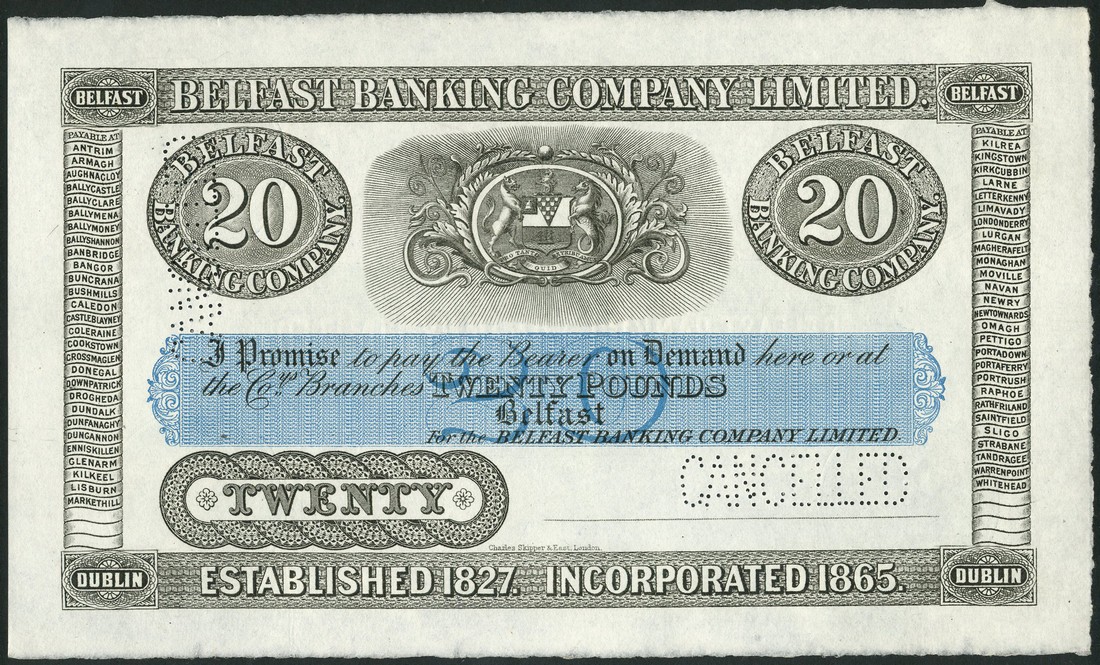 BELFAST
BELFAST BANKING COMPANY LIMITED.
BELFAST
PAYABLE AT
ANTRIM
ARMAGH
AUGHNACLOY
BALLYCASTLE
BALLYCLARE
BALLYMENA
BALLYMONEY
BALLYSHANNON
BANBRIDGE
BANGOR
BUNCRANA
BUSHMILLS
CALEDON
CASTLEBLAYNEY
COLERAINE
COOKSTOWN
CROSSMAGLEN
DONEGAL
DOWNPATRICK
DROGHEDA
DUNDALK
DUNFANAGHY
DUNGANNON
ENNISKILLEN
GLENARM
KILKEEL
LISBURN
MARKETHILL
BELFAST
20
BANKING COMPANY.
QUID
BELFAST
20
BANKING COMPANY.
I Promise to pay the Bearer on Demand here or at
the Coys. Branches TWENTY POUNDS
20
Belfast
For the BELFAST BANKING COMPANY LIMITED.
CANCELLED
TWENTY
Charles Skipper & East, London.
PAYABLE AT
KILREA
KINGSTOWN
KIRKCUBBIN
LARNE
LETTERKENNY
LIMAVADY
LONDONDERRY
LURGAN
MAGHERAFELT
MONAGHAN
MOVILLE
NAVAN
NEWRY
NEWTOWNARDS
OMAGH
PETTIGO
PORTADOWN
PORTAFERRY
PORTRUSH
RAPHOE
RATHFRILAND
SAINTFIELD
SLIGO
STRABANE
TANDRAGEE
WARRENPOINT
WHITEHEAD
DUBLIN
ESTABLISHED 1827. INCORPORATED 1865.
DUBLIN